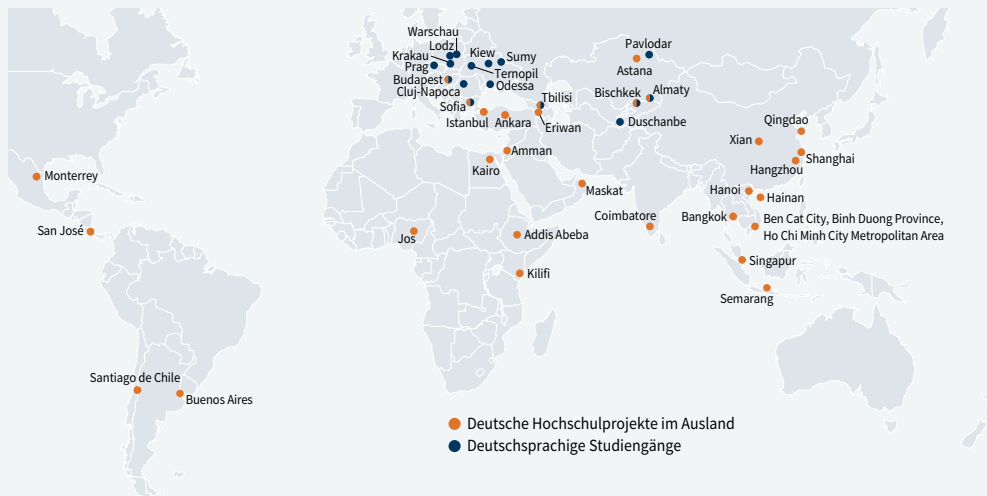 Warschau
Lodz
Krakau
Kiew
Sumy
Prag
Ternopil
Budapest
Odessa
Cluj-Napoca
Sofia
Istanbul
Ankara
Tbilisi
Eriwan
Pavlodar
Astana
Bischkek
Almaty
Duschanbe
Qingdao
Xian
Shanghai
Hangzhou
Amman
Kairo
Maskat
Monterrey
San José
Hanoi
Hainan
Coimbatore
Bangkok
Ben Cat City, Binh Duong Province,
Ho Chi Minh City Metropolitan Area
Jos
Addis Abeba
Kilifi
Singapur
Semarang
Santiago de Chile
Buenos Aires
Deutsche Hochschulprojekte im Ausland
Deutschsprachige Studiengänge